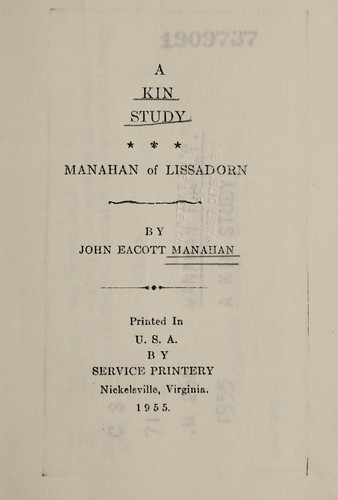 1909737
A
KIN
STUDY
MANAHAN of LISSADORN
BY
JOHN EACOTT MANAHAN
Printed In
U. S. A.
BY
SERVICE PRINTERY
Nickelsville, Virginia.
1955.